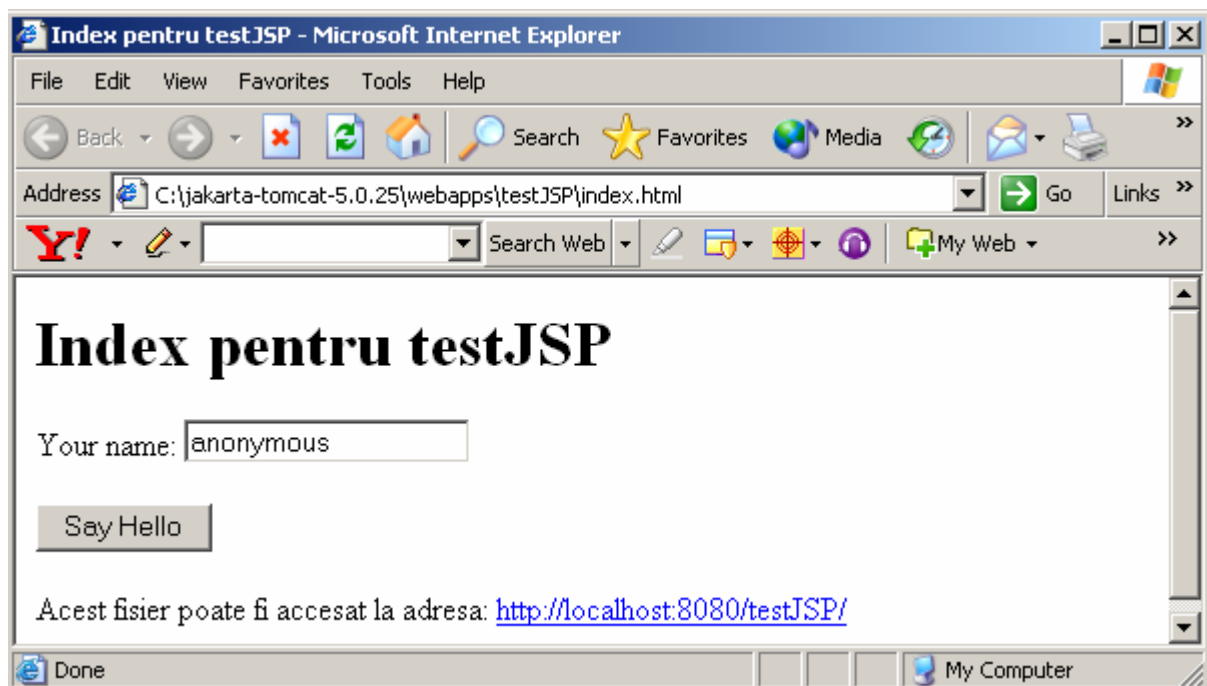 Index pentru testJSP - Microsoft Internet Explorer
File Edit View Favorites Tools Help
Back Search Favorites Media »
Address C:\jakarta-tomcat-5.0.25\webapps\testJSP\index.html Go Links »
Y! Search Web My Web »
Index pentru testJSP
Your name: anonymous
Say Hello
Acest fisier poate fi accesat la adresa: http://localhost:8080/testJSP/
Done My Computer